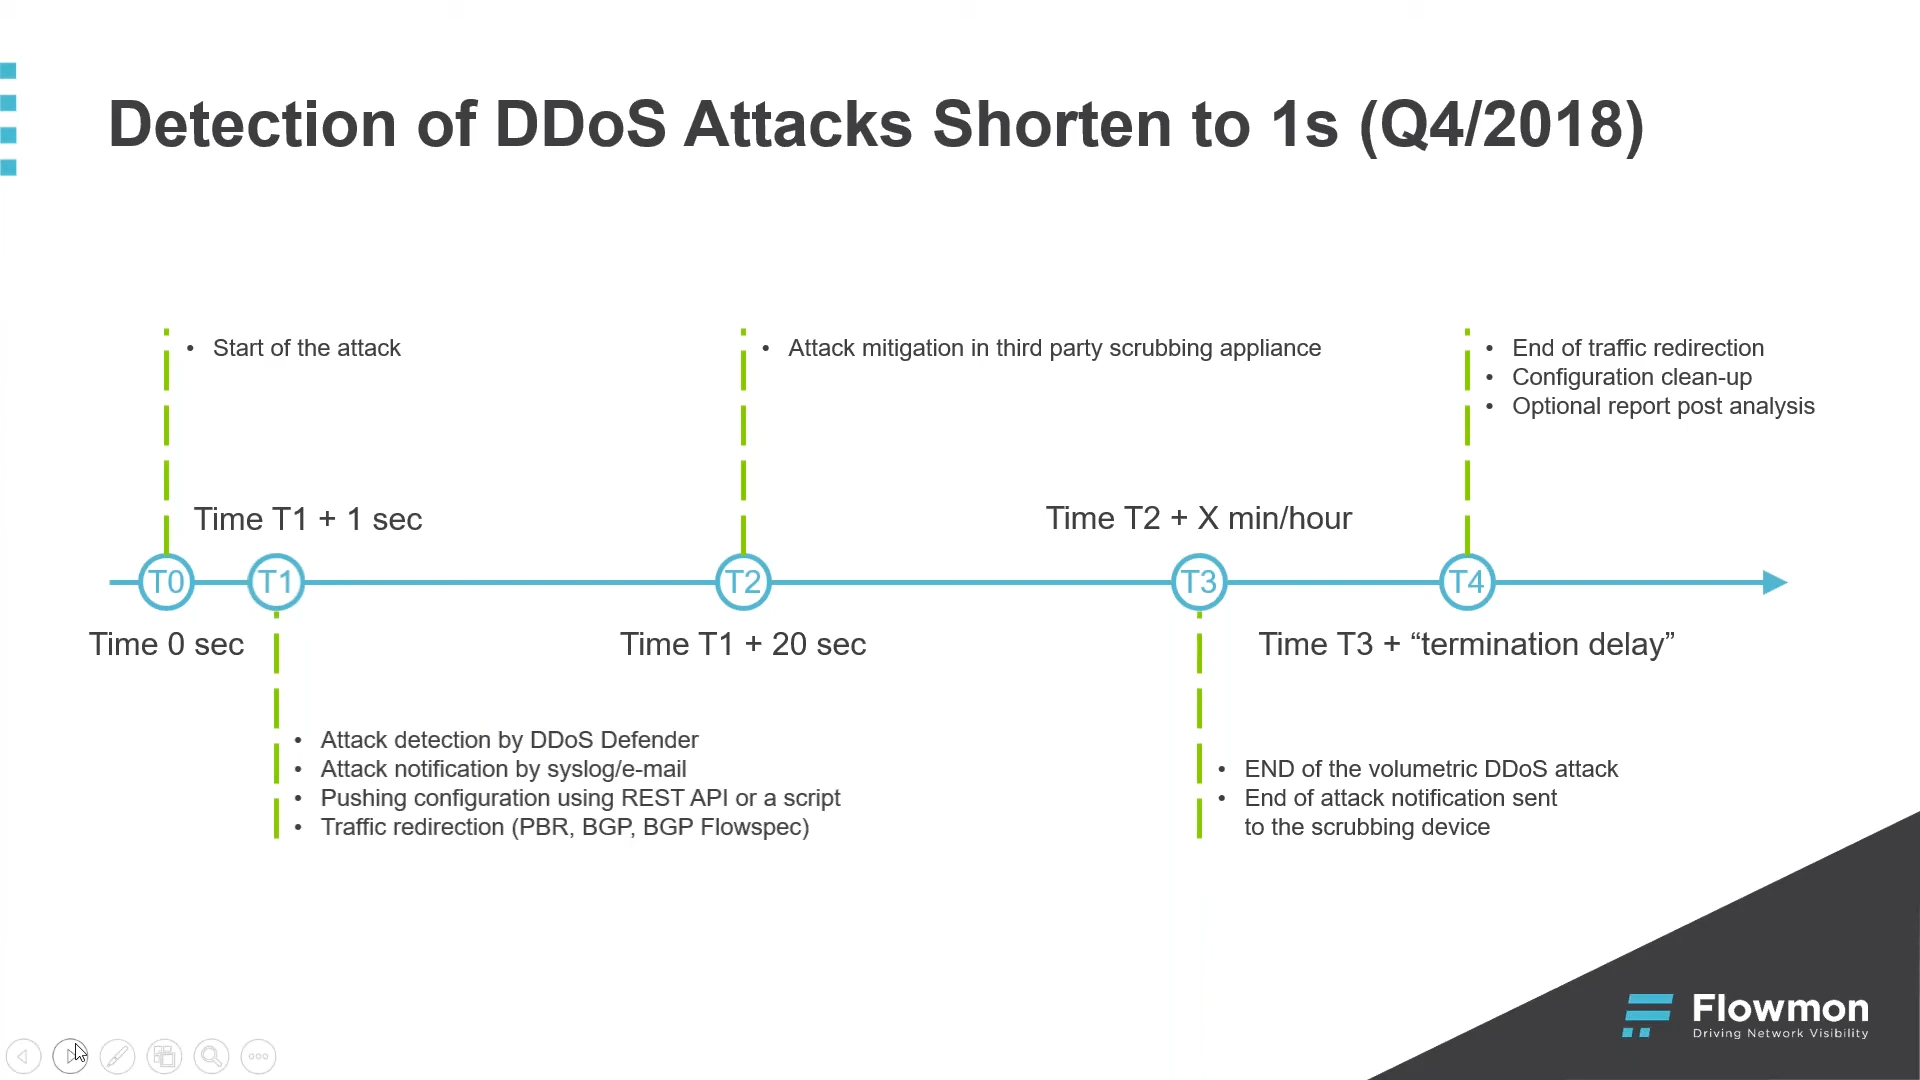 Detection of DDoS Attacks Shorten to 1s (Q4/2018)
• Start of the attack
• Attack mitigation in third party scrubbing appliance
• End of traffic redirection
• Configuration clean-up
• Optional report post analysis
Time T1 + 1 sec
Time T2 + X min/hour
T0
T1
T2
T3
T4
Time 0 sec
Time T1 + 20 sec
Time T3 + “termination delay”
• Attack detection by DDoS Defender
• Attack notification by syslog/e-mail
• Pushing configuration using REST API or a script
• Traffic redirection (PBR, BGP, BGP Flowspec)
• END of the volumetric DDoS attack
• End of attack notification sent
to the scrubbing device
Flowmon
Driving Network Visibility